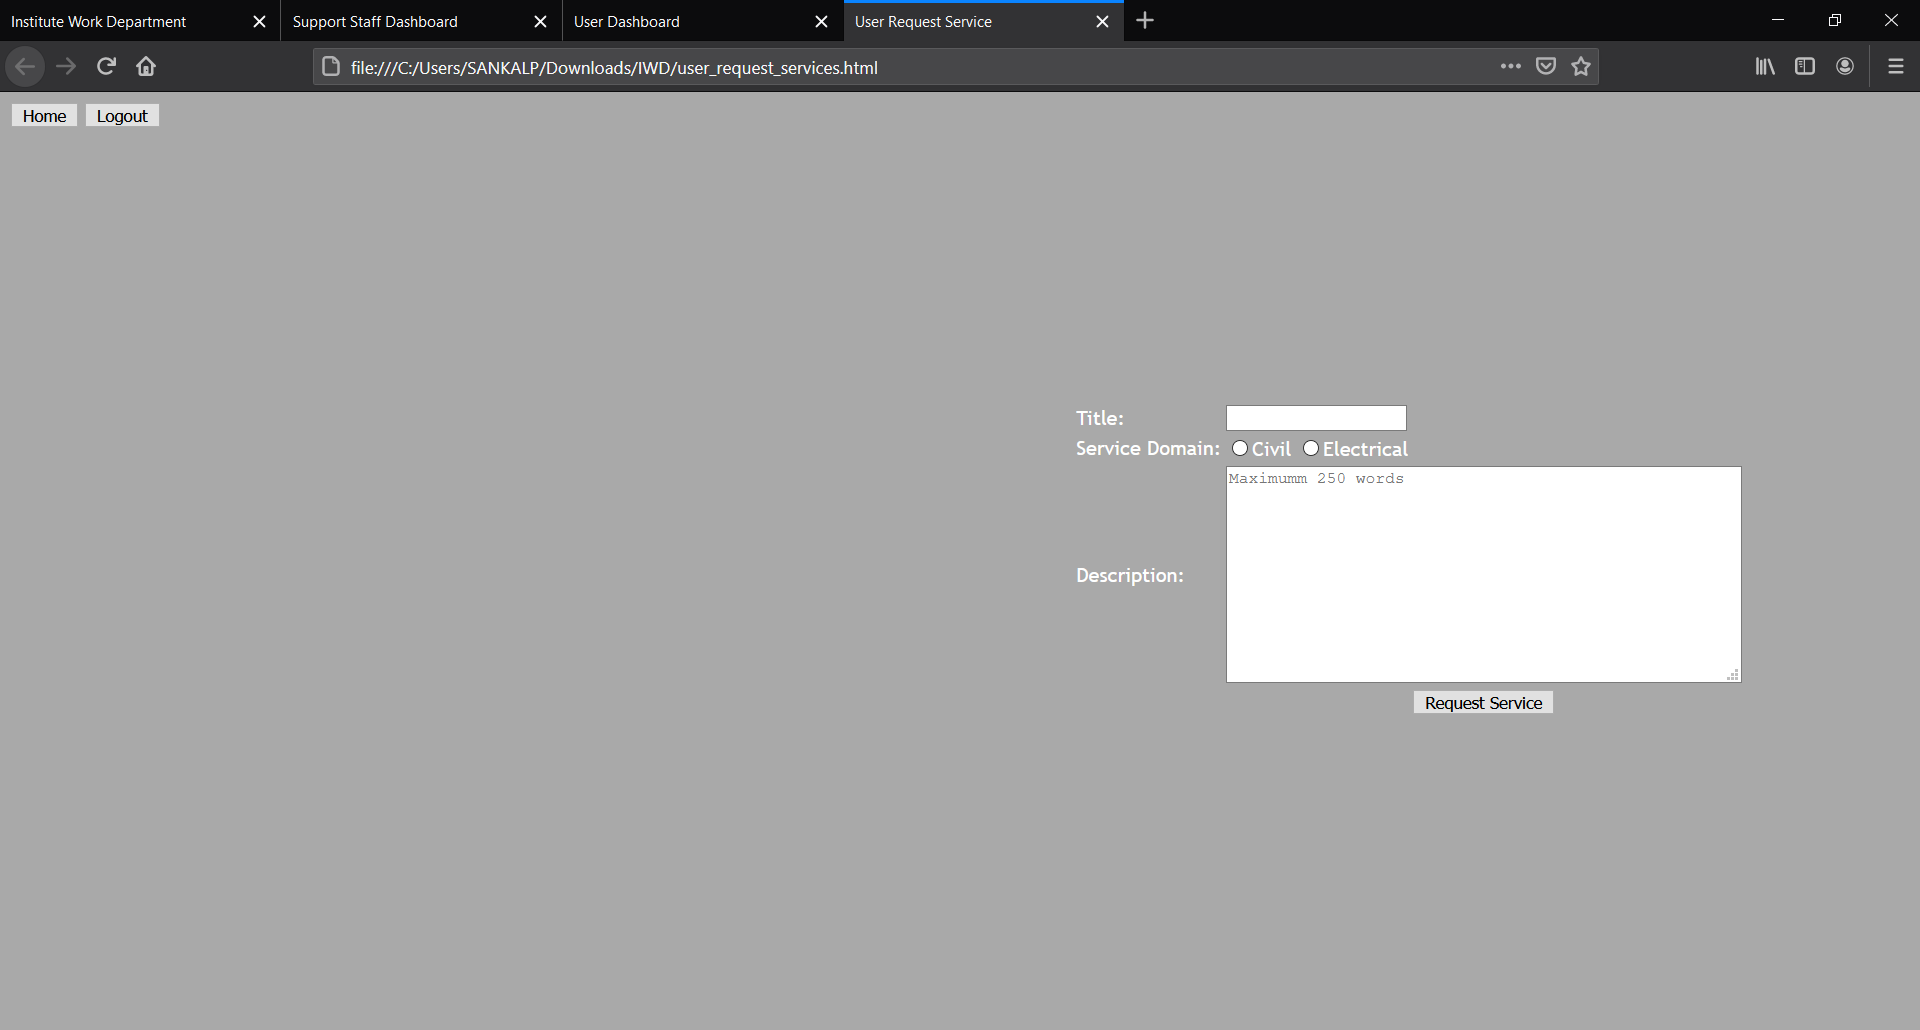 Institute Work Department
Support Staff Dashboard
User Dashboard
User Request Service
file:///C:/Users/SANKALP/Downloads/IWD/user_request_services.html
Home Logout
Title:
Service Domain: Civil Electrical
Maximumm 250 words
Description:
Request Service